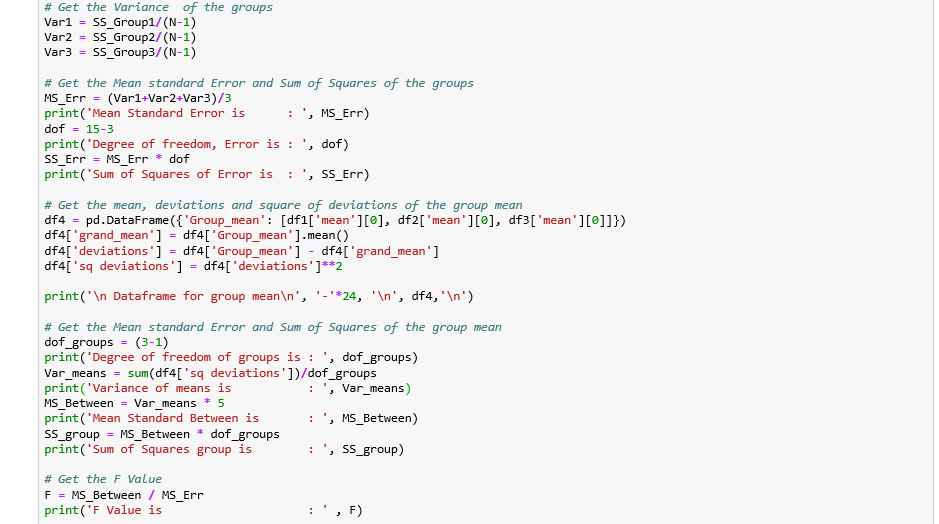 # Get the Variance  of the groups
Var1 = SS_Group1/(N-1)
Var2 = SS_Group2/(N-1)
Var3 = SS_Group3/(N-1)
# Get the Mean standard Error and Sum of Squares of the groups
MS_Err = (Var1+Var2+Var3)/3
print('Mean Standard Error is      : ', MS_Err)
dof = 15-3
print('Degree of freedom, Error is : ', dof)
SS_Err = MS_Err * dof
print('Sum of Squares of Error is  : ', SS_Err)
# Get the mean, deviations and square of deviations of the group mean
df4 = pd.DataFrame({'Group_mean': [df1['mean'][0], df2['mean'][0], df3['mean'][0]]})
df4['grand_mean'] = df4['Group_mean'].mean()
df4['deviations'] = df4['Group_mean'] - df4['grand_mean']
df4['sq deviations'] = df4['deviations']**2
print('\n Dataframe for group mean\n', '-'*24, '\n', df4,'\n')
# Get the Mean standard Error and Sum of Squares of the group mean
dof_groups = (3-1)
print('Degree of freedom of groups is : ', dof_groups)
Var_means = sum(df4['sq deviations'])/dof_groups
print('Variance of means is           : ', Var_means)
MS_Between = Var_means * 5
print('Mean Standard Between is       : ', MS_Between)
SS_group = MS_Between * dof_groups
print('Sum of Squares group is        : ', SS_group)
# Get the F Value
F = MS_Between / MS_Err
print('F Value is                     : ' , F)